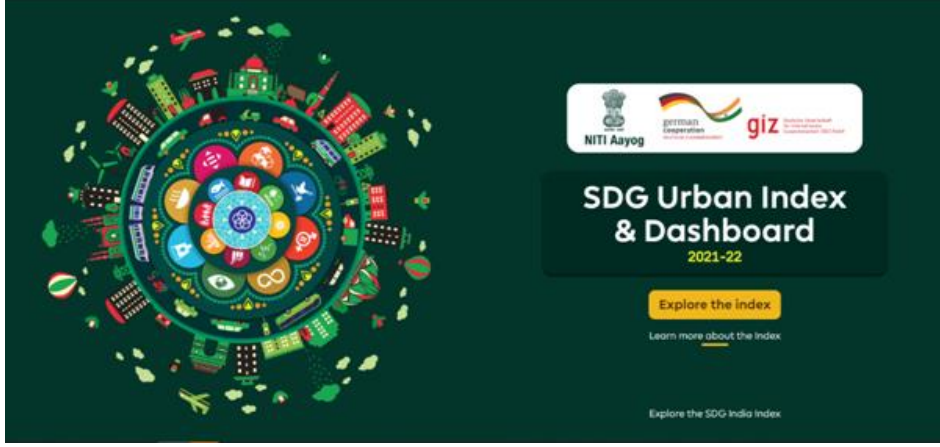 NITI Aayog
german
cooperation
giz
SDG Urban Index
& Dashboard
2021-22
Explore the index
Learn more about the Index
Explore the SDG India Index